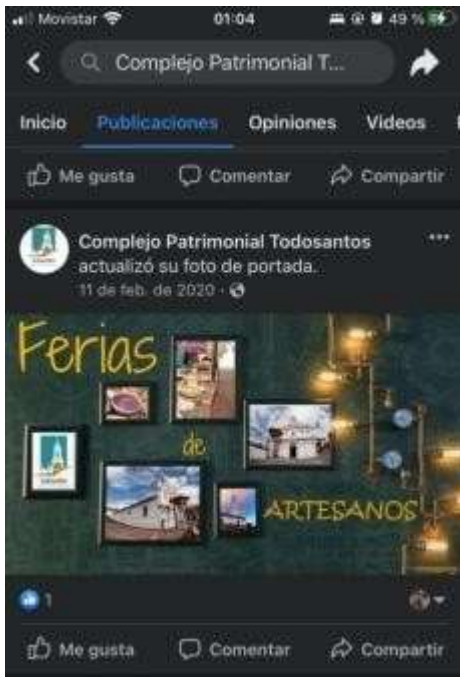 Movistar 01:04 49 %
Complejo Patrimonial T...
Inicio Publicaciones Opiniones Videos
Me gusta Comentar Compartir
Complejo Patrimonial Todosantos
actualizó su foto de portada.
11 de feb. de 2020 ·
Ferias
de
ARTESANOS
1
Me gusta Comentar Compartir